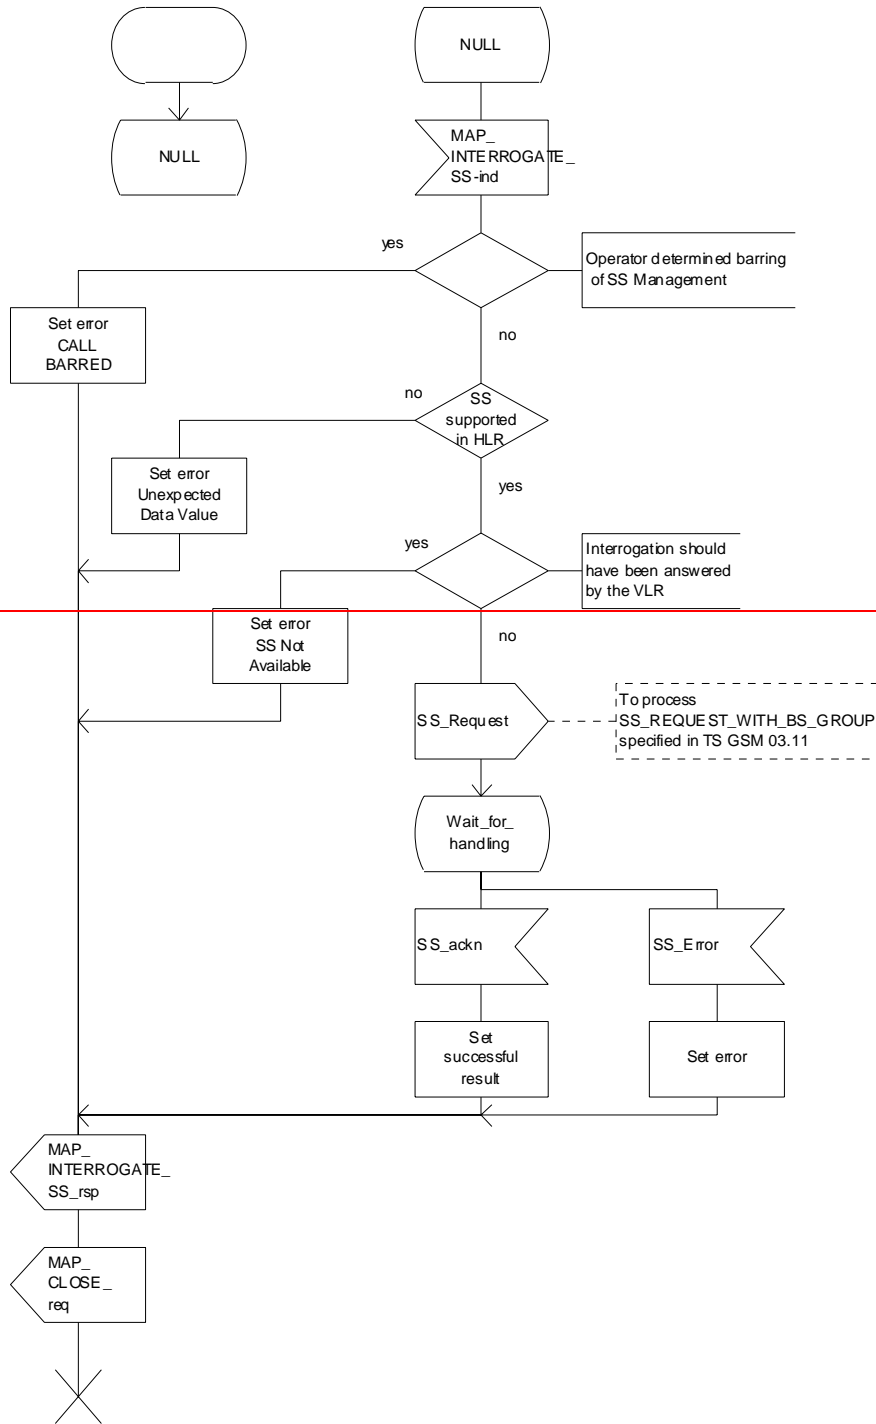 NULL
NULL
MAP_
INTERROGATE_
SS-ind
yes
Operator determined barring
of SS Management
Set error
CALL
BARRED
no
no
SS
supported
in HLR
Set error
Unexpected
Data Value
yes
yes
Interrogation should
have been answered
by the VLR
Set error
SS Not
Available
no
SS_Request
To process
SS_REQUEST_WITH_BS_GROUP
specified in TS GSM 03.11
Wait_for_
handling
SS_ackn
SS_Error
Set
successful
result
Set error
MAP_
INTERROGATE_
SS_rsp
MAP_
CLOSE_
req